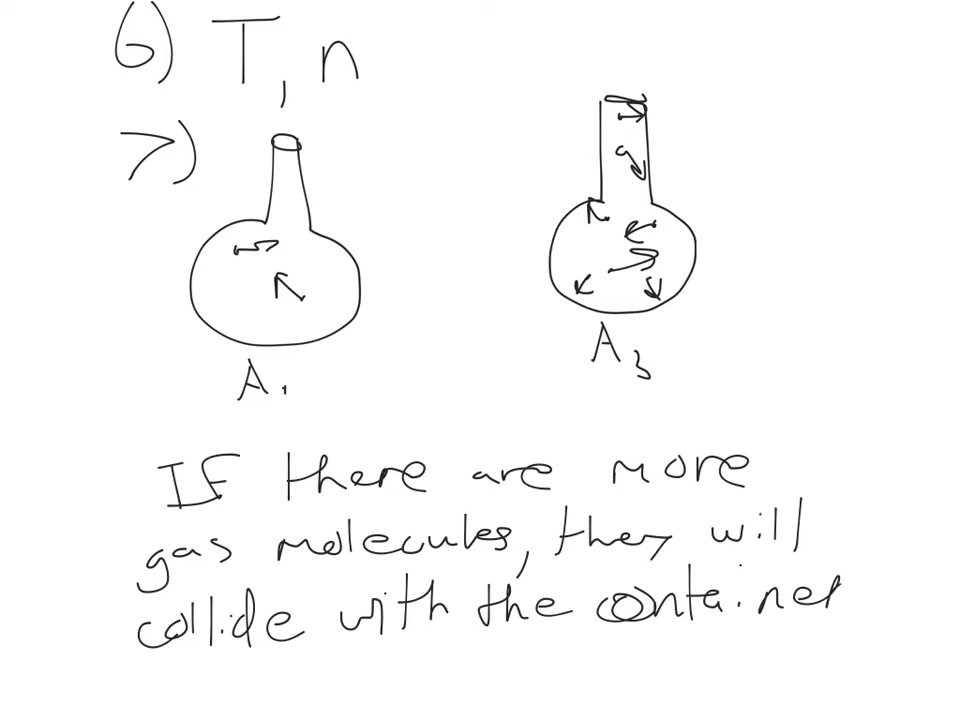 6) T, n
7)
A1
A3
IF there are more
gas molecules, they will
collide with the container